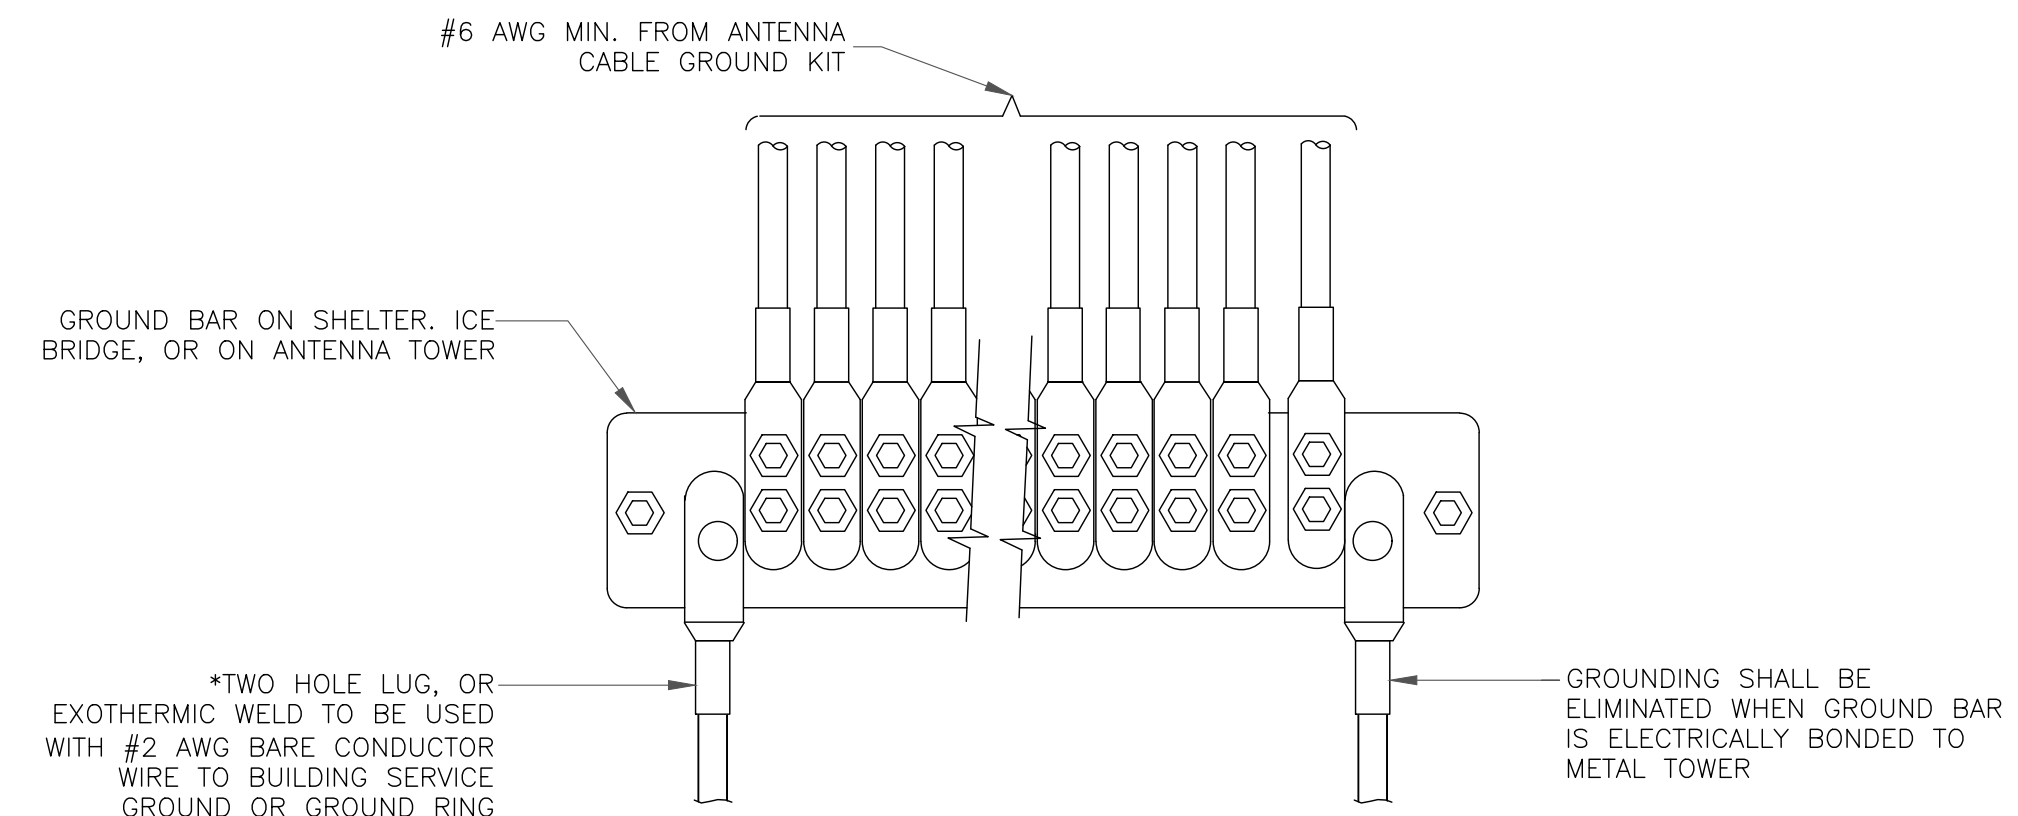 #6 AWG MIN. FROM ANTENNA
CABLE GROUND KIT
GROUND BAR ON SHELTER. ICE
BRIDGE, OR ON ANTENNA TOWER
*TWO HOLE LUG, OR
EXOTHERMIC WELD TO BE USED
WITH #2 AWG BARE CONDUCTOR
WIRE TO BUILDING SERVICE
GROUND OR GROUND RING
GROUNDING SHALL BE
ELIMINATED WHEN GROUND BAR
IS ELECTRICALLY BONDED TO
METAL TOWER